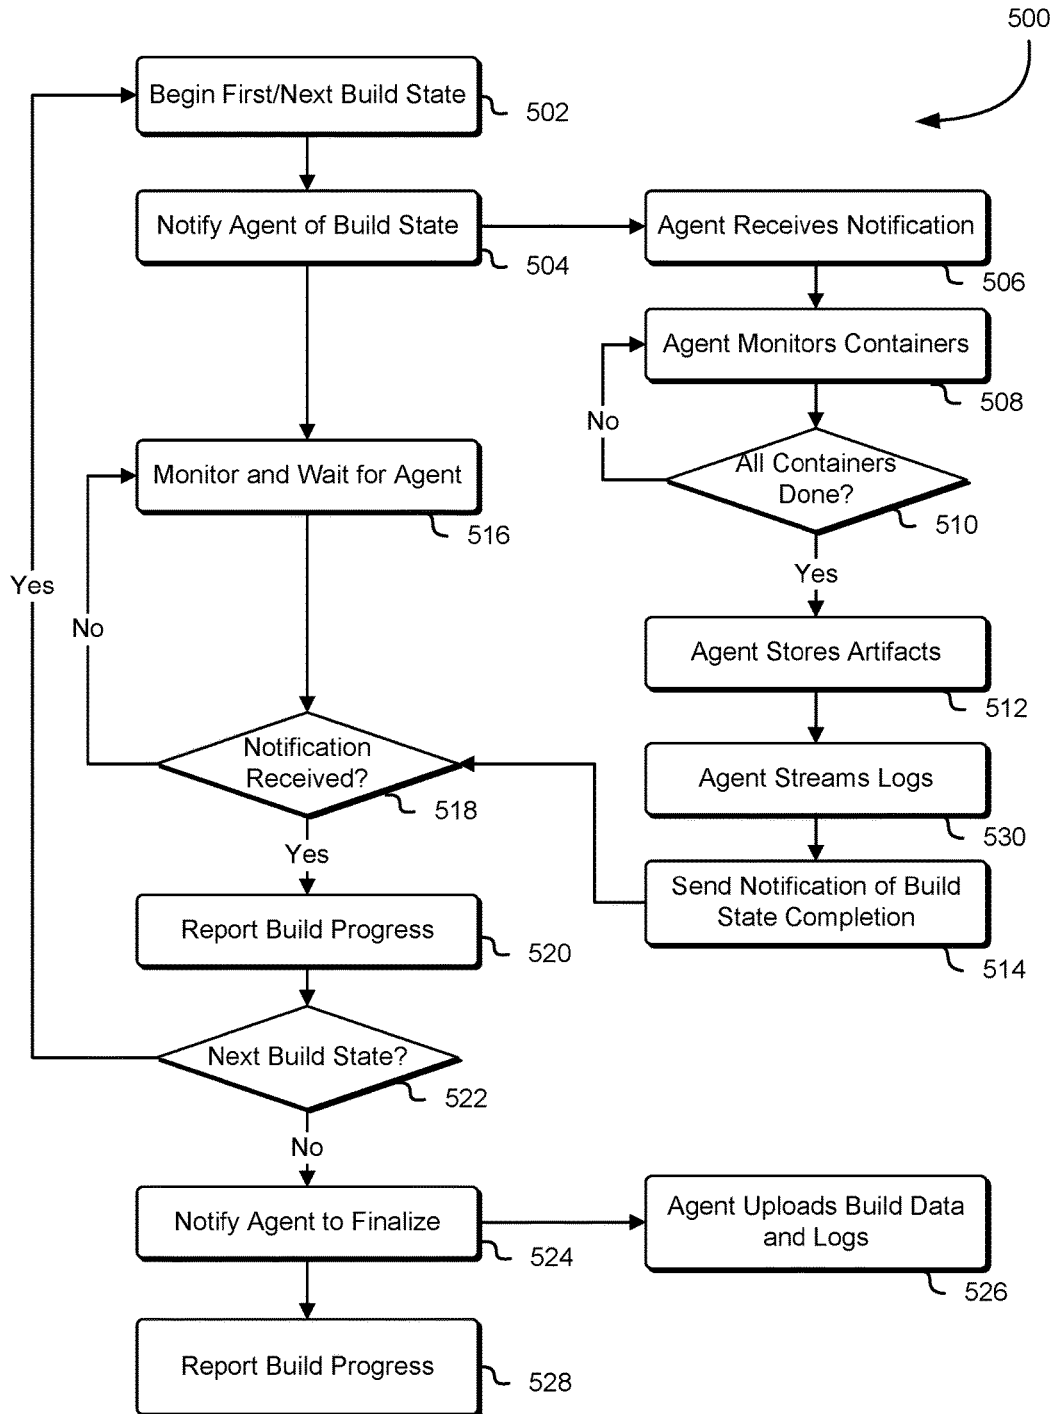 500
Begin First/Next Build State
502
Notify Agent of Build State
504
Agent Receives Notification
506
Agent Monitors Containers
508
No
All Containers
Done?
510
Yes
Monitor and Wait for Agent
516
Yes
No
Agent Stores Artifacts
512
Notification
Received?
518
Agent Streams Logs
530
Yes
Send Notification of Build
State Completion
514
Report Build Progress
520
Next Build State?
522
No
Notify Agent to Finalize
524
Agent Uploads Build Data
and Logs
526
Report Build Progress
528